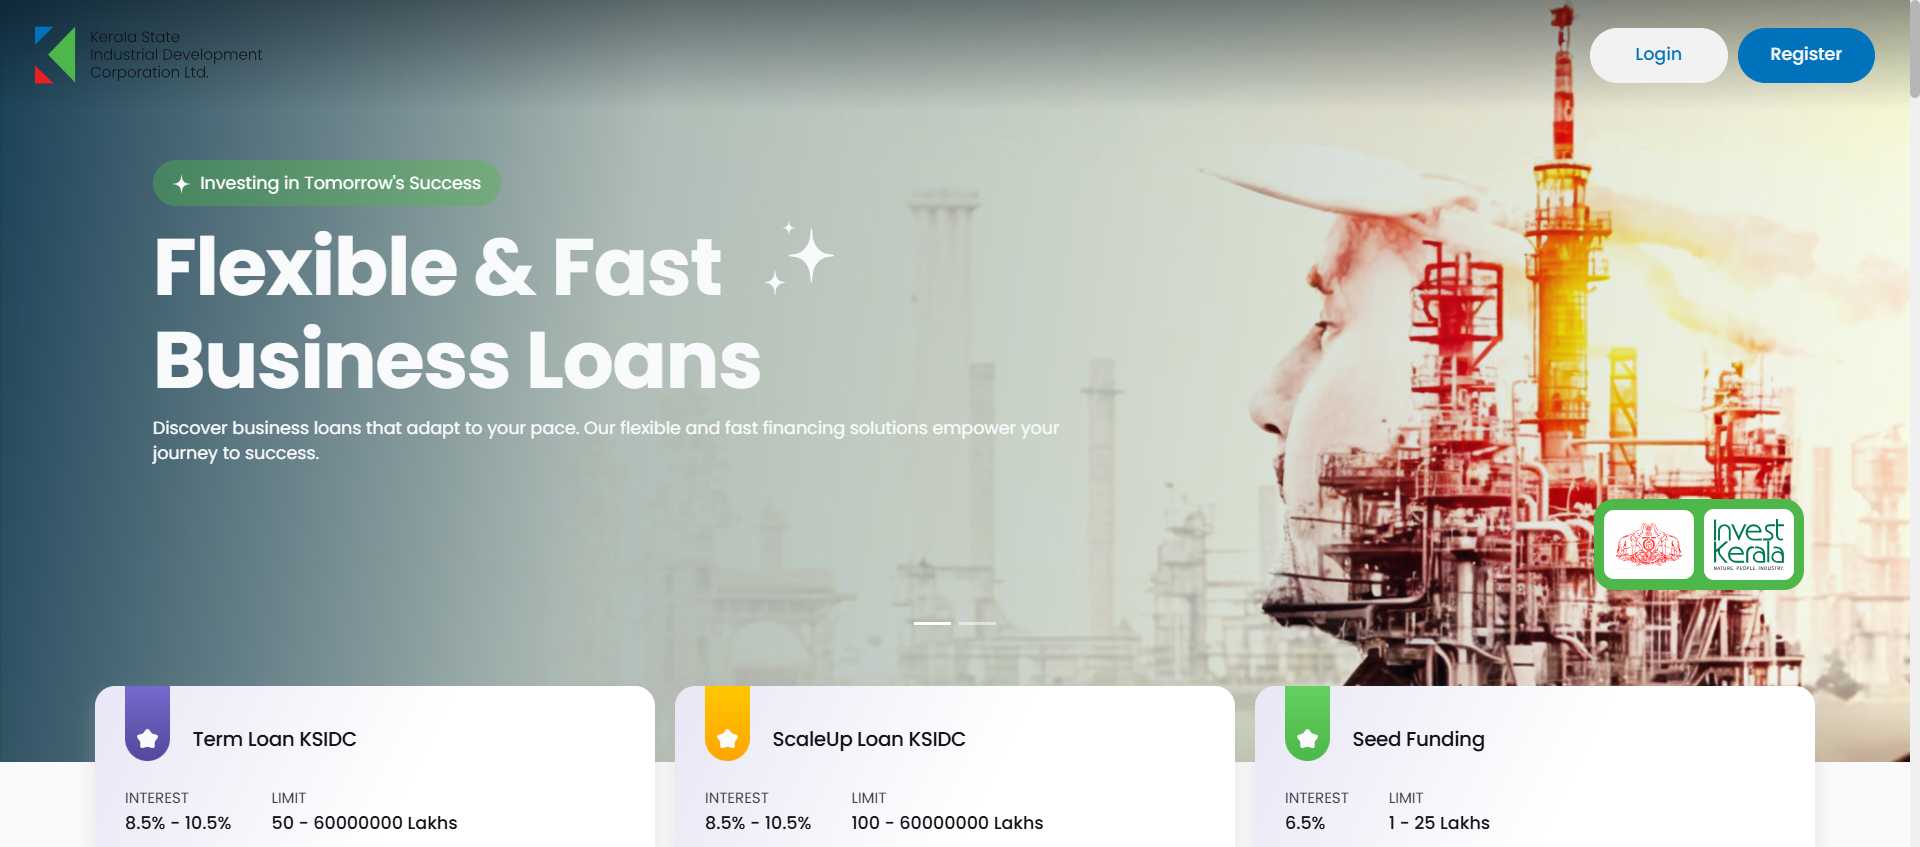 Kerala State
Industrial Development
Corporation Ltd.
Login
Register
Investing in Tomorrow's Success
Flexible & Fast
Business Loans
Discover business loans that adapt to your pace. Our flexible and fast financing solutions empower your
journey to success.
Invest
Kerala
NATURE. PEOPLE. INDUSTRY.
Term Loan KSIDC
INTEREST
LIMIT
8.5% - 10.5%
50 - 60000000 Lakhs
ScaleUp Loan KSIDC
INTEREST
LIMIT
8.5% - 10.5%
100 - 60000000 Lakhs
Seed Funding
INTEREST
LIMIT
6.5%
1 - 25 Lakhs